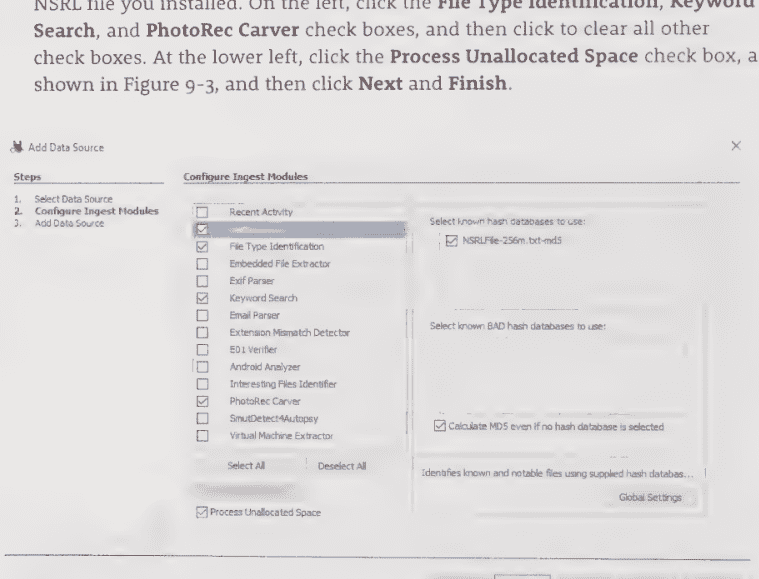 NSRL file you installed. On the left, click the File Type Identification, Keyword
Search, and PhotoRec Carver check boxes, and then click to clear all other
check boxes. At the lower left, click the Process Unallocated Space check box, a
shown in Figure 9-3, and then click Next and Finish.
Add Data Source
Steps
1. Select Data Source
2. Configure Ingest Modules
3. Add Data Source
Configure Ingest Modules
Recent Activity
File Type Identification
Embedded File Extractor
Exif Parser
Keyword Search
Email Parser
Extension Mismatch Detector
E01 Verifier
Android Analyzer
Interesting Files Identifier
PhotoRec Carver
SmutDetect4Autopsy
Virtual Machine Extractor
Select All
Deselect All
Process Unallocated Space
Select known hash databases to use:
NSRLFile-256m.txt-md5
Select known BAD hash databases to use:
Calculate MD5 even if no hash database is selected
Identifies known and notable files using supplied hash databas...
Global Settings